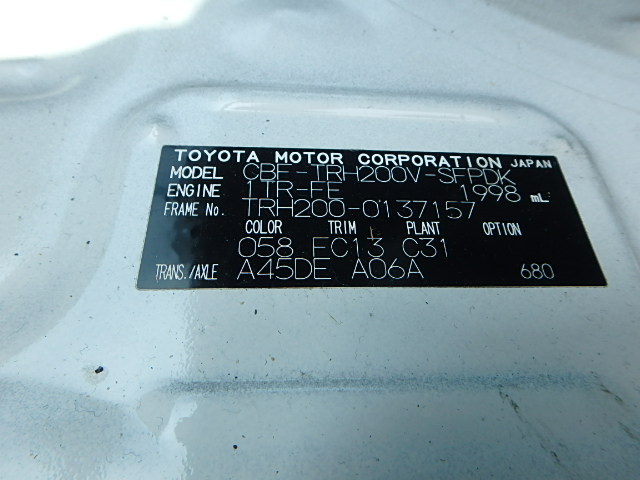 TOYOTA MOTOR CORPORATION JAPAN
MODEL CBF-TRH200V-SFPDK
ENGINE 1TR-FE 1998 mL
FRAME No. TRH200-0137157
COLOR TRIM PLANT OPTION
058 FC13 C31
TRANS./AXLE A45DE A06A 680